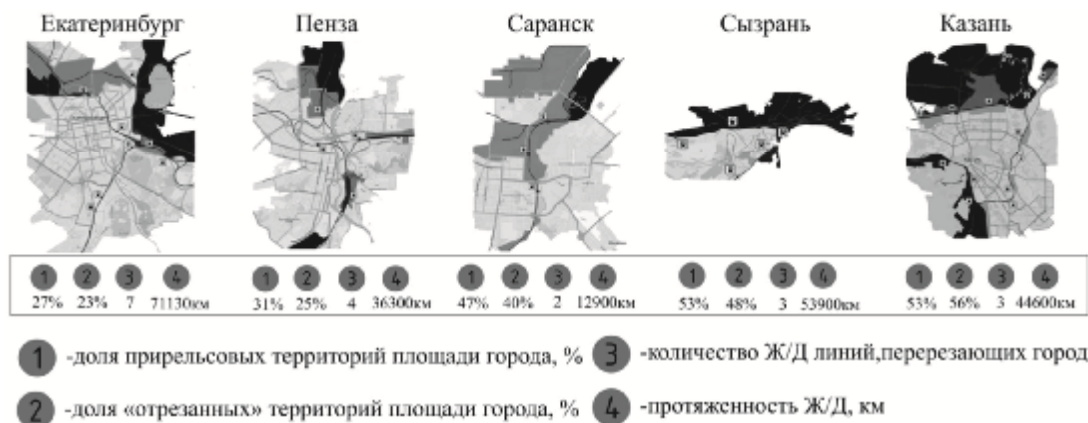 Екатеринбург Пенза Саранск Сызрань Казань
1 2 3 4 1 2 3 4 1 2 3 4 1 2 3 4 1 2 3 4
27% 23% 7 71130км 31% 25% 4 36300км 47% 40% 2 12900км 53% 48% 3 53900км 53% 56% 3 44600км
1 -доля прирельсовых территорий площади города, % 3 -количество Ж/Д линий,перерезающих город
2 -доля «отрезанных» территорий площади города, % 4 -протяженность Ж/Д, км